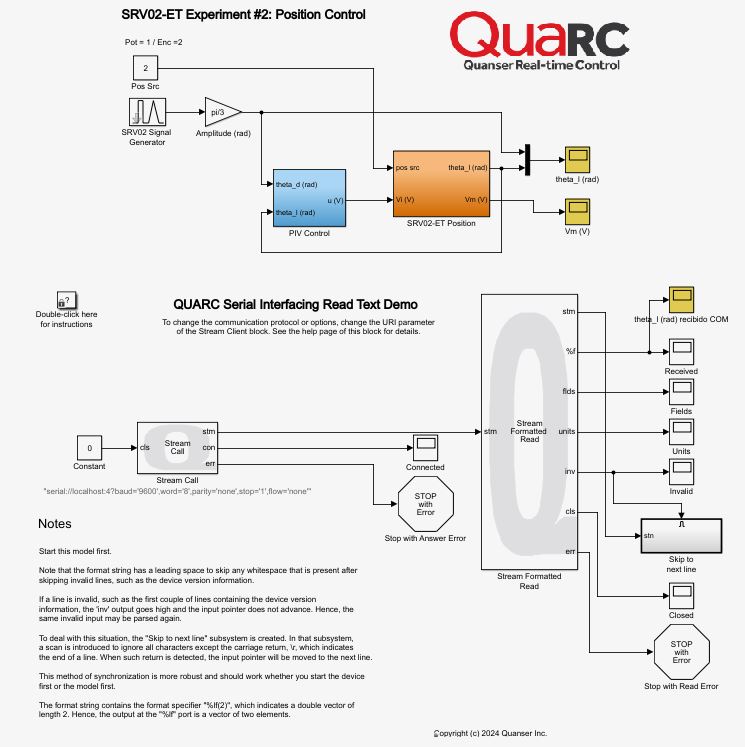 SRV02-ET Experiment #2: Position Control
QUARC
Quanser Real-time Control
Pot = 1 / Enc =2
2
Pos Src
SRV02 Signal
Generator
pi/3
Amplitude (rad)
theta_d (rad)
u (V)
theta_l (rad)
PIV Control
pos src
theta_l (rad)
Vi (V)
Vm (V)
SRV02-ET Position
theta_l (rad)
Vm (V)
?
Double-click here
for instructions
QUARC Serial Interfacing Read Text Demo
To change the communication protocol or options, change the URI parameter
of the Stream Client block. See the help page of this block for details.
0
Constant
cls
Stream
Call
stm
con
err
Stream Call
"serial://localhost:4?baud='9600',word='8',parity='none',stop='1',flow='none'"
Connected
STOP
with
Error
Stop with Answer Error
stm
Stream
Formatted
Read
stm
%f
flds
units
inv
cls
err
Stream Formatted
Read
theta_l (rad) recibido COM
Received
Fields
Units
Invalid
stn
Skip to
next line
Closed
STOP
with
Error
Stop with Read Error
Notes
Start this model first.
Note that the format string has a leading space to skip any whitespace that is present after
skipping invalid lines, such as the device version information.
If a line is invalid, such as the first couple of lines containing the device version
information, the 'inv' output goes high and the input pointer does not advance. Hence, the
same invalid input may be parsed again.
To deal with this situation, the "Skip to next line" subsystem is created. In that subsystem,
a scan is introduced to ignore all characters except the carriage return, \r, which indicates
the end of a line. When such return is detected, the input pointer will be moved to the next line.
This method of synchronization is more robust and should work whether you start the device
first or the model first.
The format string contains the format specifier "%lf(2)", which indicates a double vector of
length 2. Hence, the output at the "%lf" port is a vector of two elements.
Copyright (c) 2024 Quanser Inc.